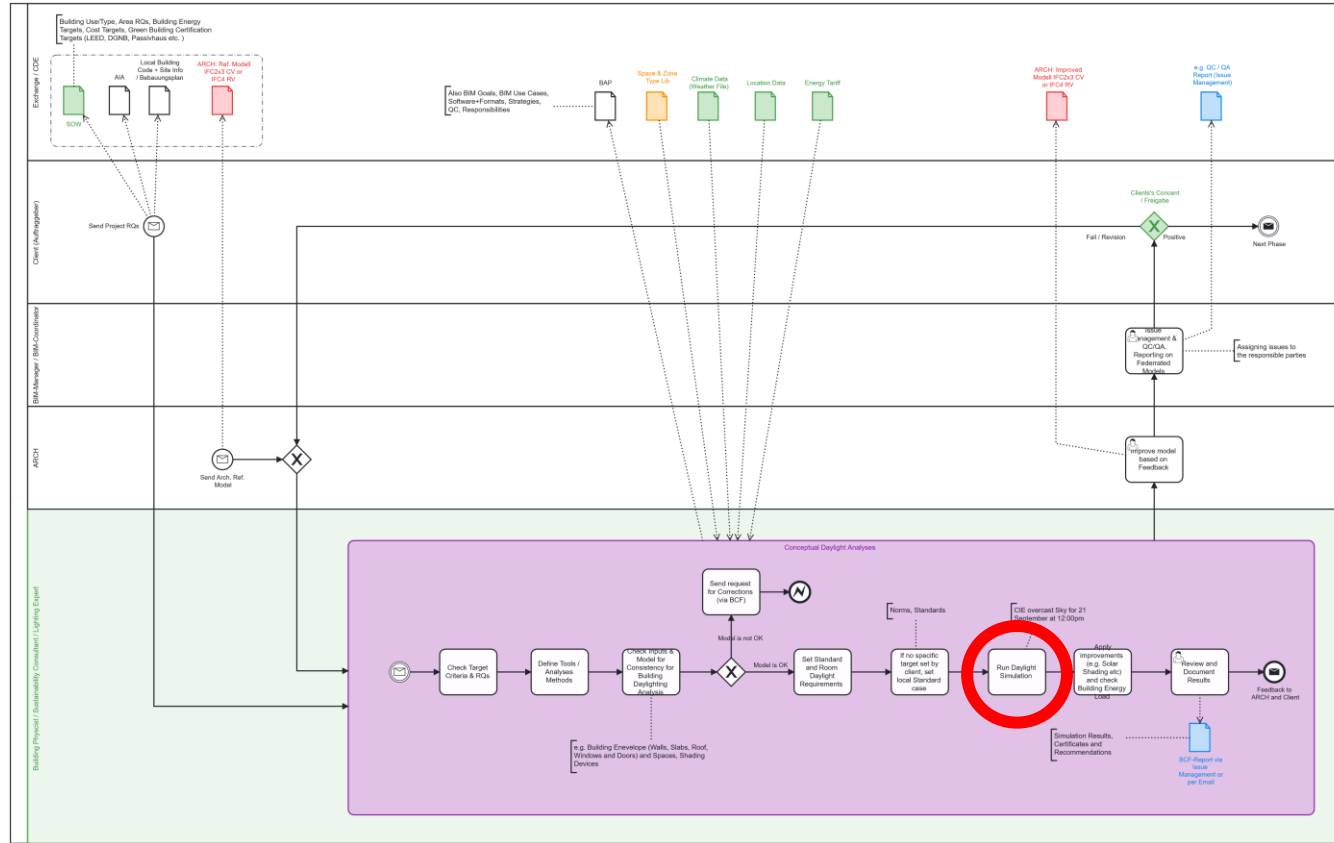 Building Use/Type, Area RQs, Building Energy
Targets, Cost Targets, Green Building Certification
Targets (LEED, DGNB, Passivhaus etc. )
Exchange / CDE
SOW
AIA
Local Building
Code + Site Info
/ Bebauungsplan
ARCH: Ref. Modell
IFC2x3 CV or
IFC4 RV
Also BIM Goals, BIM Use Cases,
Software+Formats, Strategies,
QC, Responsibilities
BAP
Space & Zone
Type Lib
Climate Data
(Weather File)
Location Data
Energy Tariff
ARCH: Improved
Modell IFC2x3 CV
or IFC4 RV
e.g. QC / QA
Report (Issue
Management)
Client (Auftraggeber)
Send Project RQs
Clients's Concent
/ Freigabe
Fail / Revision
Positive
Next Phase
BIM-Manager / BIM-Coordinator
Issue
Management &
QC/QA,
Reporting on
Federrated
Models
Assigning issues to
the responsible parties
ARCH
Send Arch, Ref.
Model
Improve model
based on
Feedback
Building Physcist / Sustainability Consultant / Lighting Expert
Conceptual Daylight Analyses
Check Target
Criteria & RQs
Define Tools /
Analyses
Methods
Check Inputs &
Model for
Consistency for
Building
Daylighting
Analysis
e.g. Building Enevelope (Walls, Slabs, Roof,
Windows and Doors) and Spaces, Shading
Devices
Send request
for Corrections
(via BCF)
Model is not OK
Model is OK
Set Standard
and Room
Daylight
Requirements
Norms, Standards
If no specific
target set by
client, set
local Standard
case
CIE overcast Sky for 21
September at 12:00pm
Run Daylight
Simulation
Apply
improvements
(e.g. Solar
Shading etc) and
check Building Energy
Load
Review and
Document
Results
Feedback to
ARCH and Client
Simulation Results,
Certificates and
Recommendations
BCF-Report via
Issue
Management or
per Email